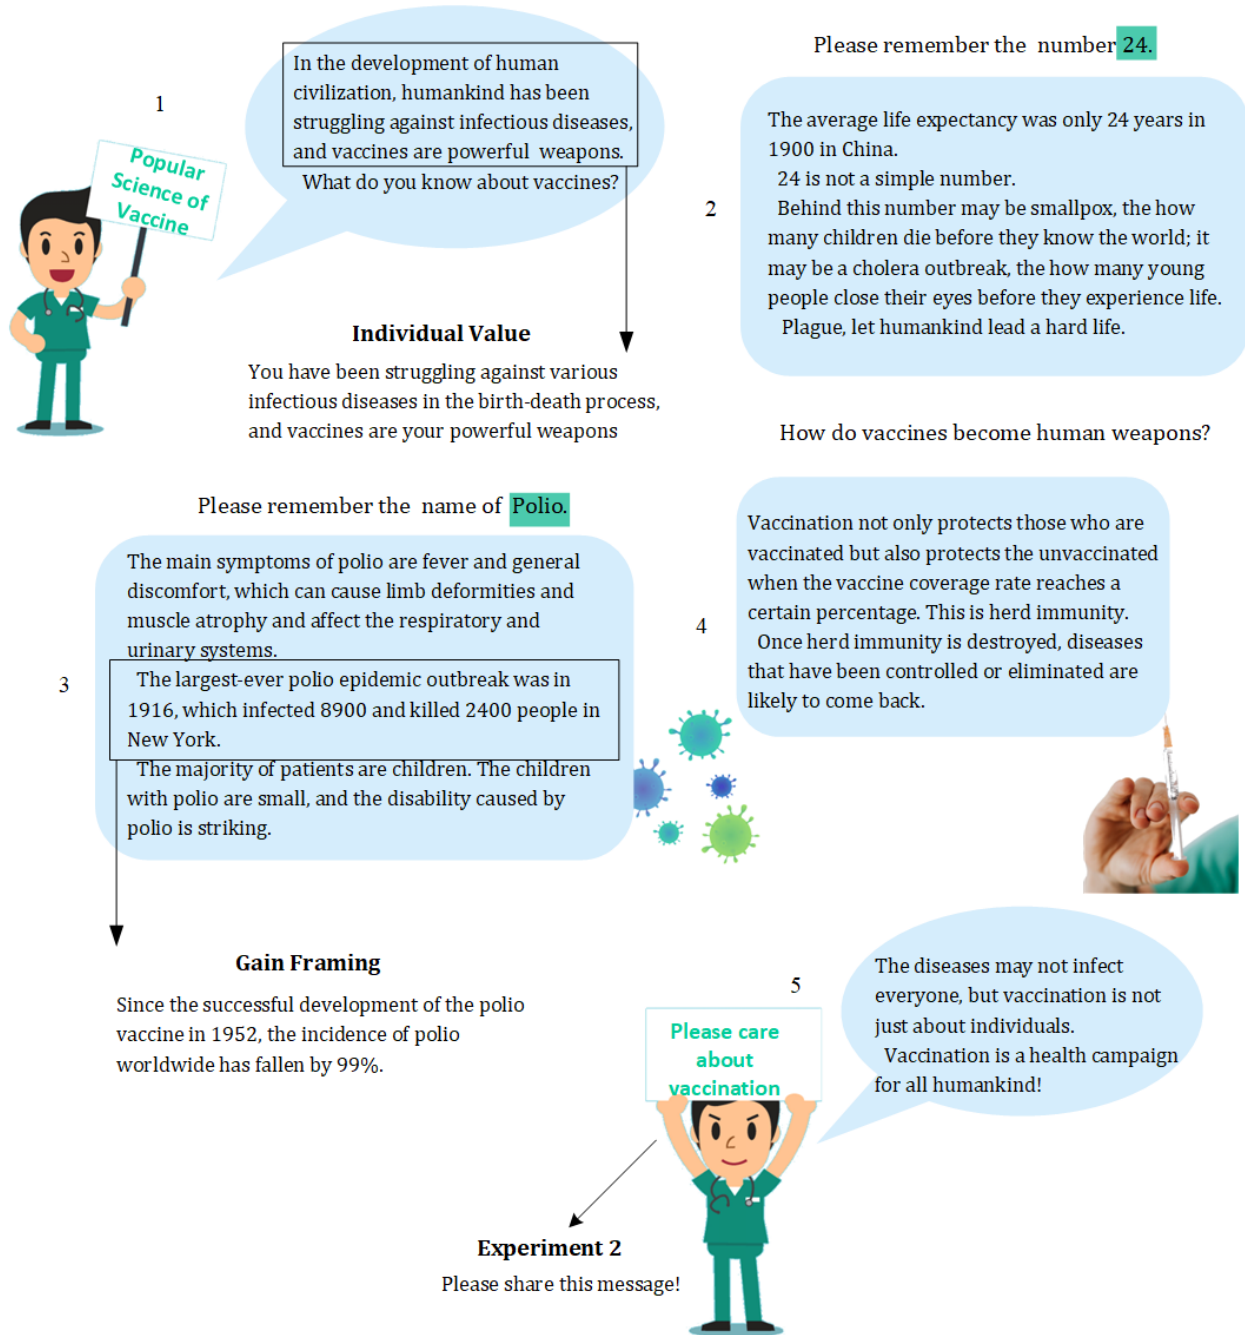 1
Popular
Science of
Vaccine
In the development of human
civilization, humankind has been
struggling against infectious diseases,
and vaccines are powerful weapons.
What do you know about vaccines?
Individual Value
You have been struggling against various
infectious diseases in the birth-death process,
and vaccines are your powerful weapons
Please remember the number 24.
2
The average life expectancy was only 24 years in
1900 in China.
24 is not a simple number.
Behind this number may be smallpox, the how
many children die before they know the world; it
may be a cholera outbreak, the how many young
people close their eyes before they experience life.
Plague, let humankind lead a hard life.
Please remember the name of Polio.
3
The main symptoms of polio are fever and general
discomfort, which can cause limb deformities and
muscle atrophy and affect the respiratory and
urinary systems.
The largest-ever polio epidemic outbreak was in
1916, which infected 8900 and killed 2400 people in
New York.
The majority of patients are children. The children
with polio are small, and the disability caused by
polio is striking.
Gain Framing
Since the successful development of the polio
vaccine in 1952, the incidence of polio
worldwide has fallen by 99%.
How do vaccines become human weapons?
4
Vaccination not only protects those who are
vaccinated but also protects the unvaccinated
when the vaccine coverage rate reaches a
certain percentage. This is herd immunity.
Once herd immunity is destroyed, diseases
that have been controlled or eliminated are
likely to come back.
5
Please care
about
vaccination
The diseases may not infect
everyone, but vaccination is not
just about individuals.
Vaccination is a health campaign
for all humankind!
Experiment 2
Please share this message!